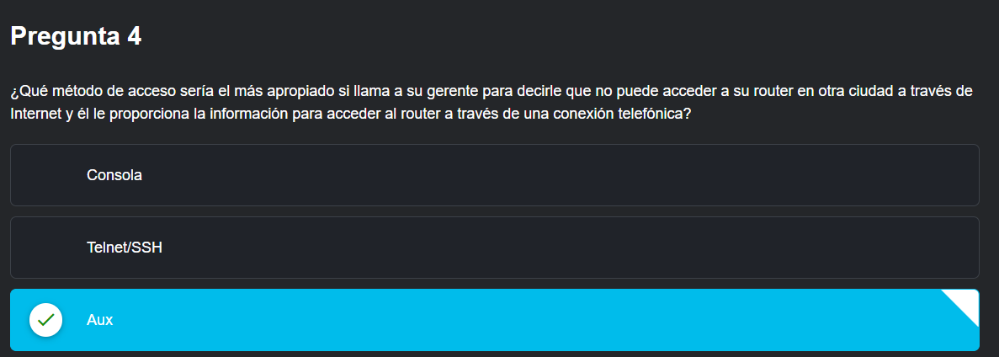 Pregunta 4
¿Qué método de acceso sería el más apropiado si llama a su gerente para decirle que no puede acceder a su router en otra ciudad a través de
Internet y él le proporciona la información para acceder al router a través de una conexión telefónica?
Consola
Telnet/SSH
Aux